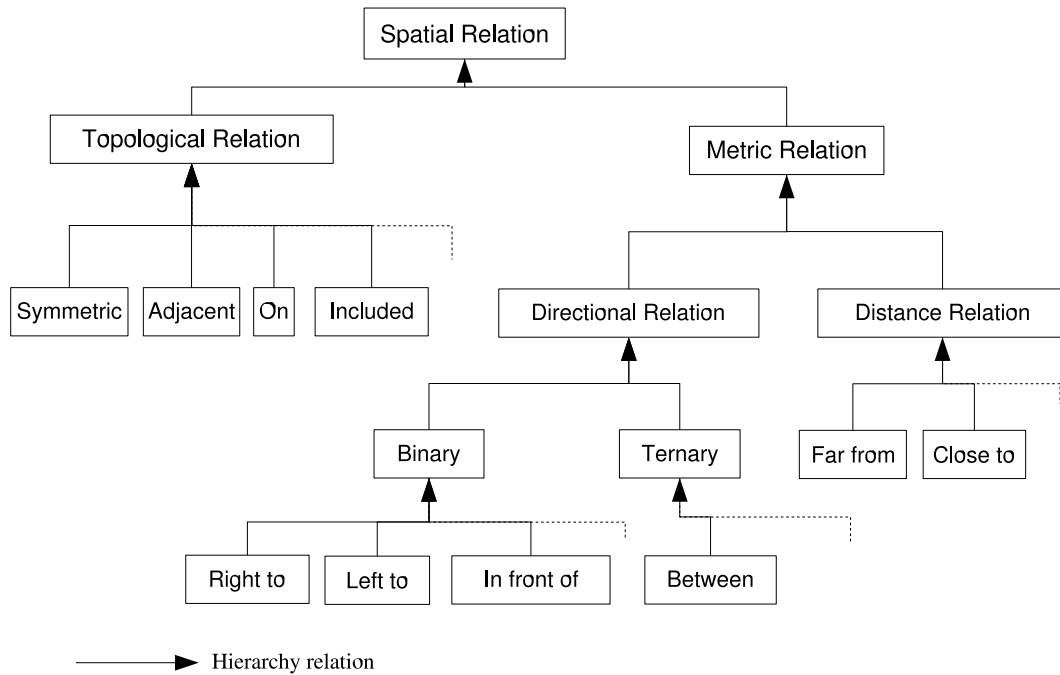 Spatial Relation
Topological Relation
Metric Relation
Symmetric
Adjacent
On
Included
Directional Relation
Distance Relation
Binary
Ternary
Far from
Close to
Right to
Left to
In front of
Between
Hierarchy relation